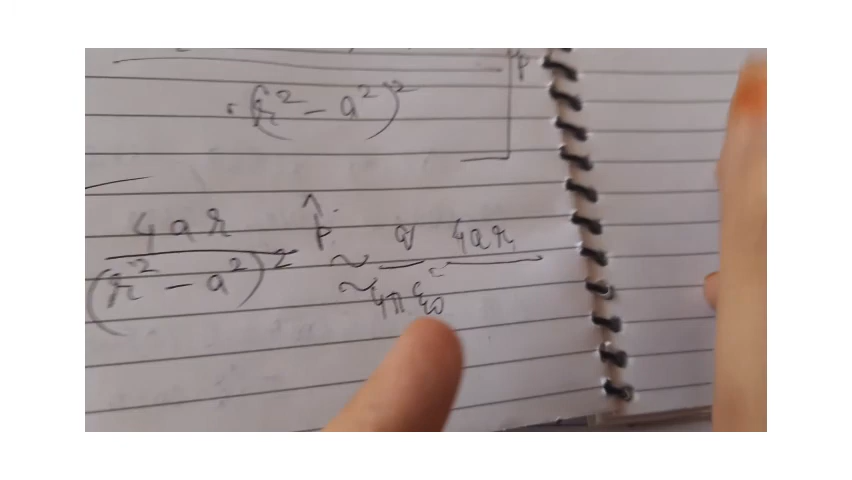 p
(r² - a²)²
4ar / (r² - a²)² p̂ ≈ q / 4πε₀ 4ar